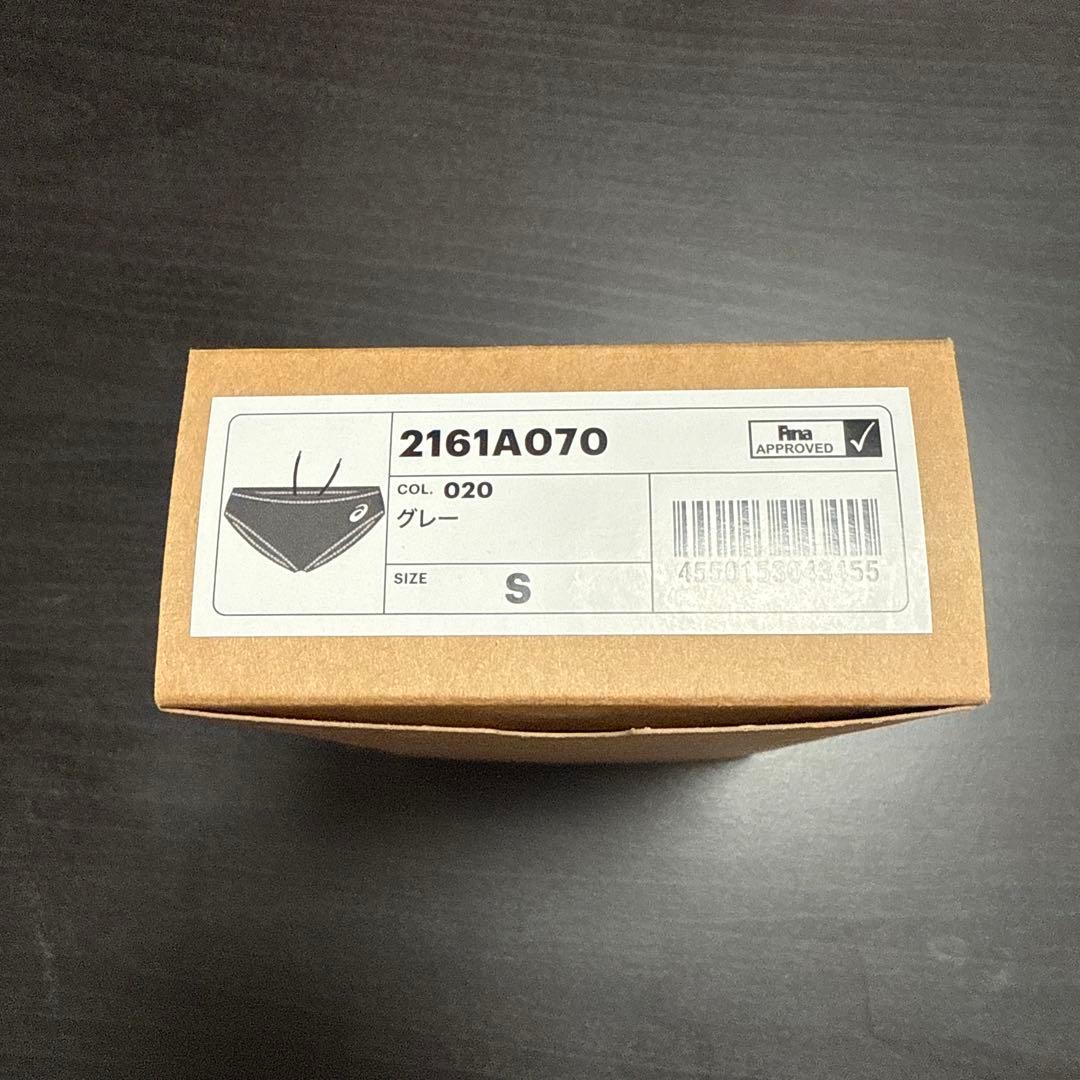 2161A070
Fina
APPROVED
COL. 020
グレー
SIZE S
4550153043455